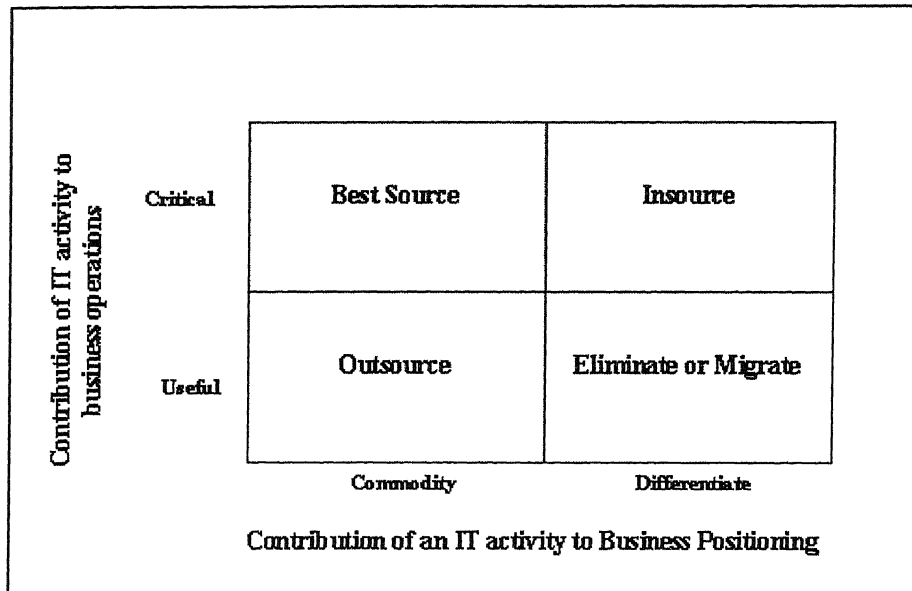 Contribution of IT activity to
business operations
Critical
Best Source
Insource
Useful
Outsource
Eliminate or Migrate
Commodity
Differentiate
Contribution of an IT activity to Business Positioning